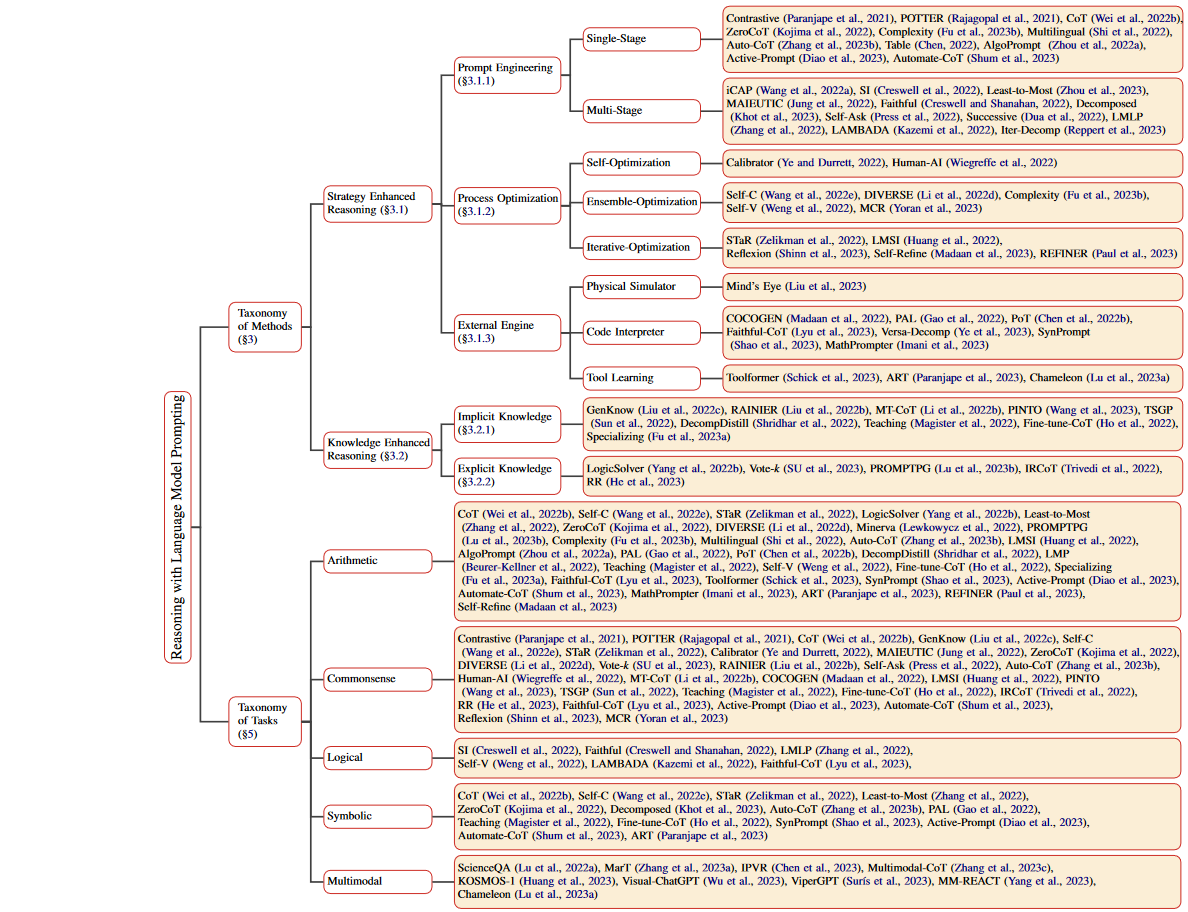 Reasoning with Language Model Prompting
Taxonomy
of Methods
(§3)
Strategy Enhanced
Reasoning (§3.1)
Prompt Engineering
(§3.1.1)
Single-Stage
Contrastive (Paranjape et al., 2021), POTTER (Rajagopal et al., 2021), CoT (Wei et al., 2022b),
ZeroCoT (Kojima et al., 2022), Complexity (Fu et al., 2023b), Multilingual (Shi et al., 2022),
Auto-CoT (Zhang et al., 2023b), Table (Chen, 2022), AlgoPrompt (Zhou et al., 2022a),
Active-Prompt (Diao et al., 2023), Automate-CoT (Shum et al., 2023)
Multi-Stage
iCAP (Wang et al., 2022a), SI (Creswell et al., 2022), Least-to-Most (Zhou et al., 2023),
MAIEUTIC (Jung et al., 2022), Faithful (Creswell and Shanahan, 2022), Decomposed
(Khot et al., 2023), Self-Ask (Press et al., 2022), Successive (Dua et al., 2022), LMLP
(Zhang et al., 2022), LAMBADA (Kazemi et al., 2022), Iter-Decomp (Reppert et al., 2023)
Process Optimization
(§3.1.2)
Self-Optimization
Calibrator (Ye and Durrett, 2022), Human-AI (Wiegreffe et al., 2022)
Ensemble-Optimization
Self-C (Wang et al., 2022e), DIVERSE (Li et al., 2022d), Complexity (Fu et al., 2023b),
Self-V (Weng et al., 2022), MCR (Yoran et al., 2023)
Iterative-Optimization
STaR (Zelikman et al., 2022), LMSI (Huang et al., 2022),
Reflexion (Shinn et al., 2023), Self-Refine (Madaan et al., 2023), REFINER (Paul et al., 2023)
External Engine
(§3.1.3)
Physical Simulator
Mind's Eye (Liu et al., 2023)
Code Interpreter
COCOGEN (Madaan et al., 2022), PAL (Gao et al., 2022), PoT (Chen et al., 2022b),
Faithful-CoT (Lyu et al., 2023), Versa-Decomp (Ye et al., 2023), SynPrompt
(Shao et al., 2023), MathPrompter (Imani et al., 2023)
Tool Learning
Toolformer (Schick et al., 2023), ART (Paranjape et al., 2023), Chameleon (Lu et al., 2023a)
Knowledge Enhanced
Reasoning (§3.2)
Implicit Knowledge
(§3.2.1)
GenKnow (Liu et al., 2022c), RAINIER (Liu et al., 2022b), MT-CoT (Li et al., 2022b), PINTO (Wang et al., 2023), TSGP
(Sun et al., 2022), DecompDistill (Shridhar et al., 2022), Teaching (Magister et al., 2022), Fine-tune-CoT (Ho et al., 2022),
Specializing (Fu et al., 2023a)
Explicit Knowledge
(§3.2.2)
LogicSolver (Yang et al., 2022b), Vote-k (SU et al., 2023), PROMPTPG (Lu et al., 2023b), IRCoT (Trivedi et al., 2022),
RR (He et al., 2023)
Taxonomy
of Tasks
(§5)
Arithmetic
CoT (Wei et al., 2022b), Self-C (Wang et al., 2022e), STaR (Zelikman et al., 2022), LogicSolver (Yang et al., 2022b), Least-to-Most
(Zhang et al., 2022), ZeroCoT (Kojima et al., 2022), DIVERSE (Li et al., 2022d), Minerva (Lewkowycz et al., 2022), PROMPTPG
(Lu et al., 2023b), Complexity (Fu et al., 2023b), Multilingual (Shi et al., 2022), Auto-CoT (Zhang et al., 2023b), LMSI (Huang et al., 2022),
AlgoPrompt (Zhou et al., 2022a), PAL (Gao et al., 2022), PoT (Chen et al., 2022b), DecompDistill (Shridhar et al., 2022), LMP
(Beurer-Kellner et al., 2022), Teaching (Magister et al., 2022), Self-V (Weng et al., 2022), Fine-tune-CoT (Ho et al., 2022), Specializing
(Fu et al., 2023a), Faithful-CoT (Lyu et al., 2023), Toolformer (Schick et al., 2023), SynPrompt (Shao et al., 2023), Active-Prompt (Diao et al., 2023),
Automate-CoT (Shum et al., 2023), MathPrompter (Imani et al., 2023), ART (Paranjape et al., 2023), REFINER (Paul et al., 2023),
Self-Refine (Madaan et al., 2023)
Commonsense
Contrastive (Paranjape et al., 2021), POTTER (Rajagopal et al., 2021), CoT (Wei et al., 2022b), GenKnow (Liu et al., 2022c), Self-C
(Wang et al., 2022e), STaR (Zelikman et al., 2022), Calibrator (Ye and Durrett, 2022), MAIEUTIC (Jung et al., 2022), ZeroCoT (Kojima et al., 2022),
DIVERSE (Li et al., 2022d), Vote-k (SU et al., 2023), RAINIER (Liu et al., 2022b), Self-Ask (Press et al., 2022), Auto-CoT (Zhang et al., 2023b),
Human-AI (Wiegreffe et al., 2022), MT-CoT (Li et al., 2022b), COCOGEN (Madaan et al., 2022), LMSI (Huang et al., 2022), PINTO
(Wang et al., 2023), TSGP (Sun et al., 2022), Teaching (Magister et al., 2022), Fine-tune-CoT (Ho et al., 2022), IRCoT (Trivedi et al., 2022),
RR (He et al., 2023), Faithful-CoT (Lyu et al., 2023), Active-Prompt (Diao et al., 2023), Automate-CoT (Shum et al., 2023),
Reflexion (Shinn et al., 2023), MCR (Yoran et al., 2023)
Logical
SI (Creswell et al., 2022), Faithful (Creswell and Shanahan, 2022), LMLP (Zhang et al., 2022),
Self-V (Weng et al., 2022), LAMBADA (Kazemi et al., 2022), Faithful-CoT (Lyu et al., 2023),
Symbolic
CoT (Wei et al., 2022b), Self-C (Wang et al., 2022e), STaR (Zelikman et al., 2022), Least-to-Most (Zhang et al., 2022),
ZeroCoT (Kojima et al., 2022), Decomposed (Khot et al., 2023), Auto-CoT (Zhang et al., 2023b), PAL (Gao et al., 2022),
Teaching (Magister et al., 2022), Fine-tune-CoT (Ho et al., 2022), SynPrompt (Shao et al., 2023), Active-Prompt (Diao et al., 2023),
Automate-CoT (Shum et al., 2023), ART (Paranjape et al., 2023)
Multimodal
ScienceQA (Lu et al., 2022a), MarT (Zhang et al., 2023a), IPVR (Chen et al., 2023), Multimodal-CoT (Zhang et al., 2023c),
KOSMOS-1 (Huang et al., 2023), Visual-ChatGPT (Wu et al., 2023), ViperGPT (Surís et al., 2023), MM-REACT (Yang et al., 2023),
Chameleon (Lu et al., 2023a)